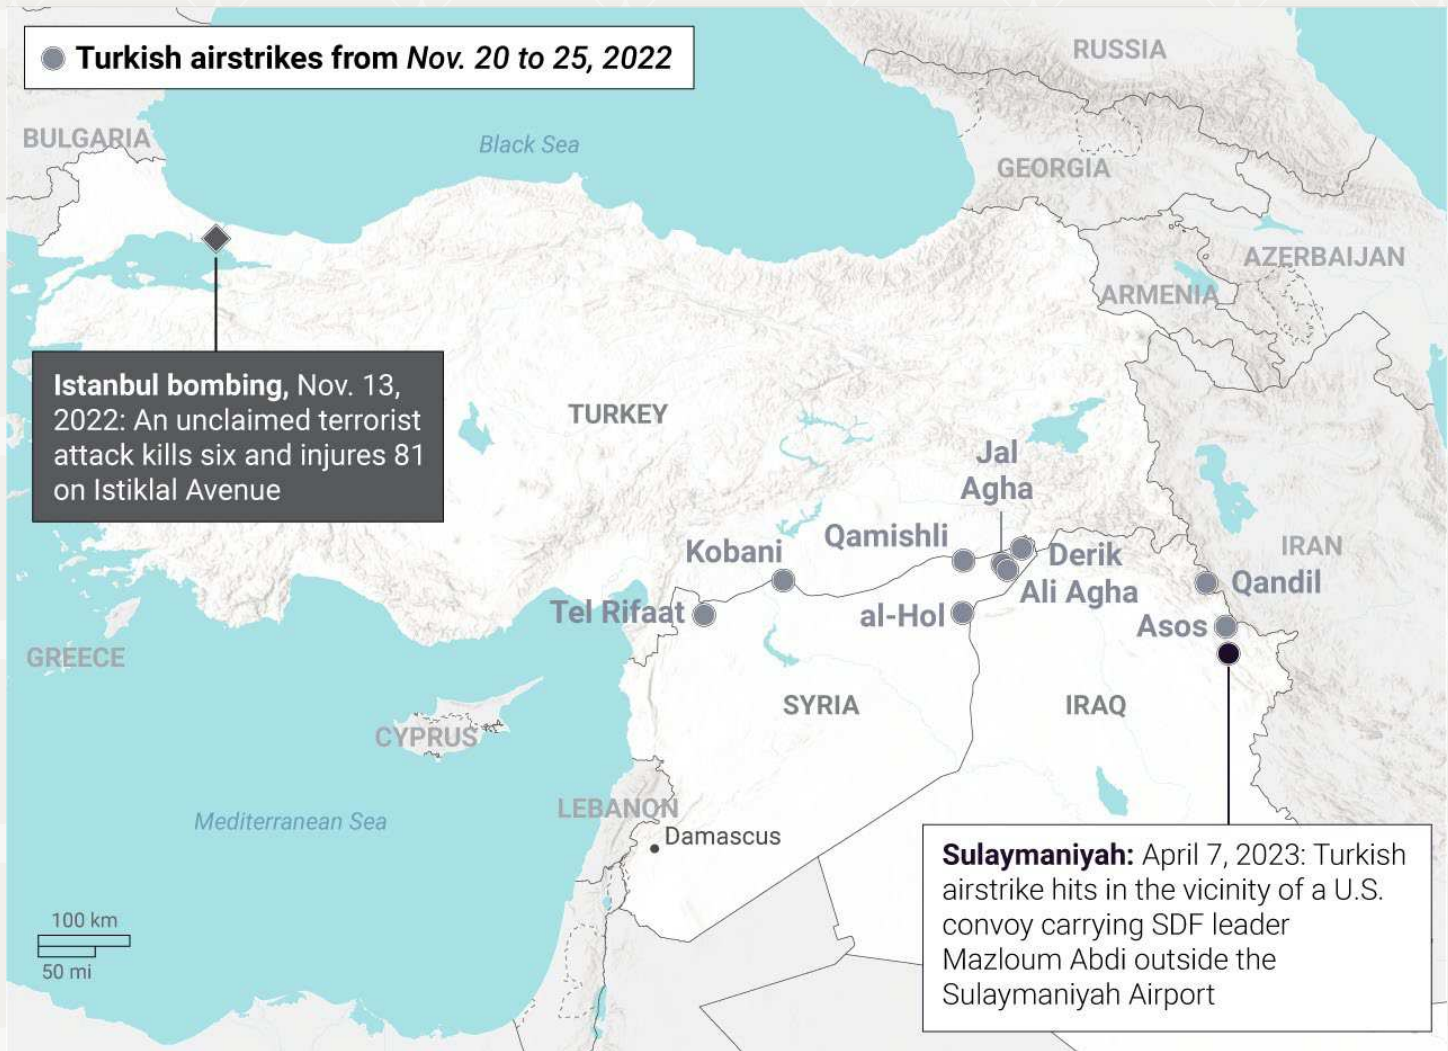 Turkish airstrikes from Nov. 20 to 25, 2022
RUSSIA
BULGARIA
Black Sea
GEORGIA
AZERBAIJAN
ARMENIA
Istanbul bombing, Nov. 13,
2022: An unclaimed terrorist
attack kills six and injures 81
on Istiklal Avenue
TURKEY
Jal
Agha
Qamishli
Kobani
Derik
IRAN
Qandil
Ali Agha
Tel Rifaat
al-Hol
Asos
GREECE
SYRIA
IRAQ
CYPRUS
LEBANON
Mediterranean Sea
Damascus
Sulaymaniyah: April 7, 2023: Turkish
airstrike hits in the vicinity of a U.S.
convoy carrying SDF leader
Mazloum Abdi outside the
Sulaymaniyah Airport
100 km
50 mi